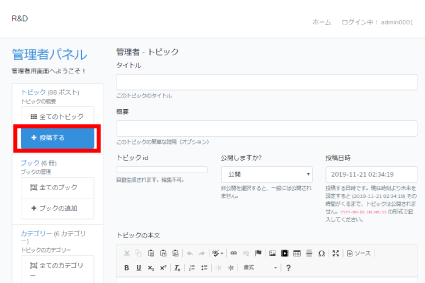 R&D
ホーム ログイン中：admin0001
管理者パネル
管理者用画面へようこそ！
トピック (98 ポスト)
トピックの概要
全てのトピック
+ 投稿する
ブック (6 冊)
ブックの管理
全てのブック
+ ブックの追加
カテゴリー (6 カテゴリー)
トピックのカテゴリー
全てのカテゴリー
管理者 - トピック
タイトル
このトピックのタイトル
概要
このトピックの簡単な説明（オプション）
トピック id
自動生成されます。編集不可。
公開しますか？
公開
非公開を選択すると、一般には公開されません。
投稿日時
2019-11-21 02:34:19
投稿する日時です。現在時刻より未来を設定すると (2019-11-21 02:34:19) その時間がくるまで、トピックは公開されません。
の形式で記入してください。
トピックの本文
ソース
B U x₂ x² Tx
書式
?